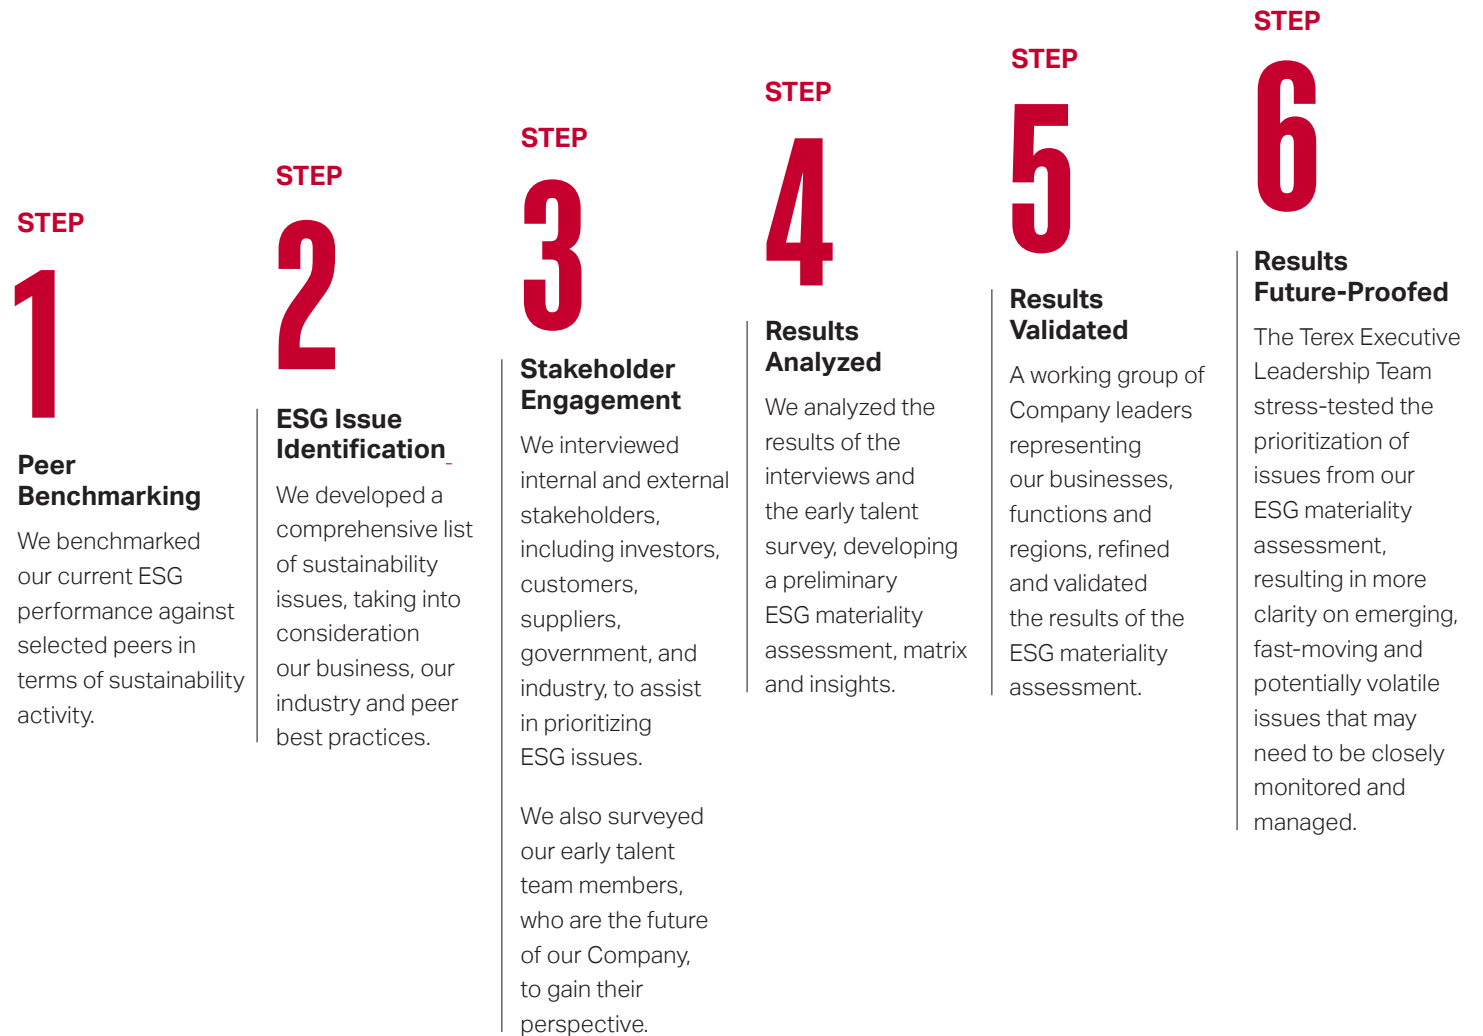 STEP
1
Peer
Benchmarking
We benchmarked
our current ESG
performance against
selected peers in
terms of sustainability
activity.
STEP
2
ESG Issue
Identification
We developed a
comprehensive list
of sustainability
issues, taking into
consideration
our business, our
industry and peer
best practices.
STEP
3
Stakeholder
Engagement
We interviewed
internal and external
stakeholders,
including investors,
customers,
suppliers,
government, and
industry, to assist
in prioritizing
ESG issues.
We also surveyed
our early talent
team members,
who are the future
of our Company,
to gain their
perspective.
STEP
4
Results
Analyzed
We analyzed the
results of the
interviews and
the early talent
survey, developing
a preliminary
ESG materiality
assessment, matrix
and insights.
STEP
5
Results
Validated
A working group of
Company leaders
representing
our businesses,
functions and
regions, refined
and validated
the results of the
ESG materiality
assessment.
STEP
6
Results
Future-Proofed
The Terex Executive
Leadership Team
stress-tested the
prioritization of
issues from our
ESG materiality
assessment,
resulting in more
clarity on emerging,
fast-moving and
potentially volatile
issues that may
need to be closely
monitored and
managed.